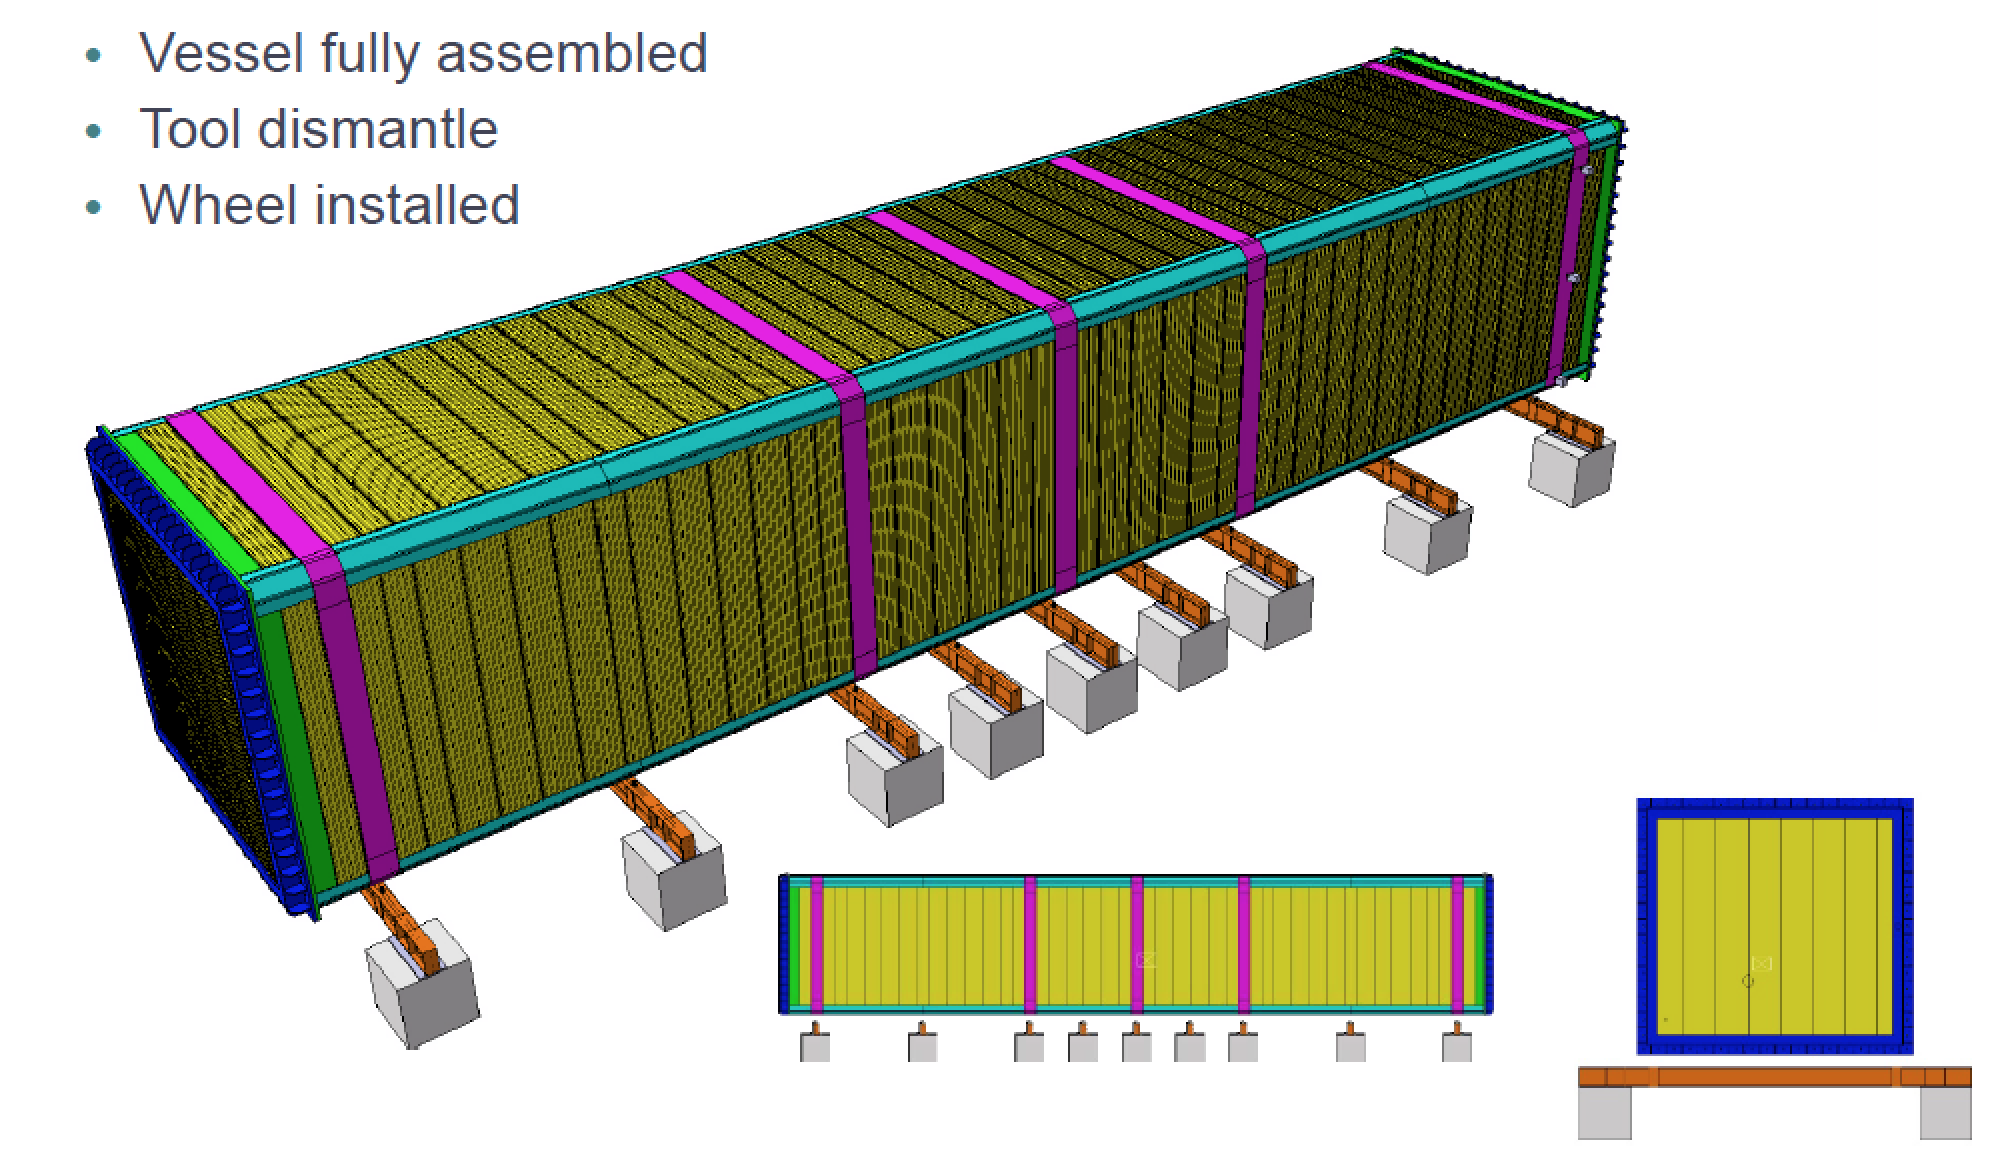 • Vessel fully assembled
• Tool dismantle
• Wheel installed